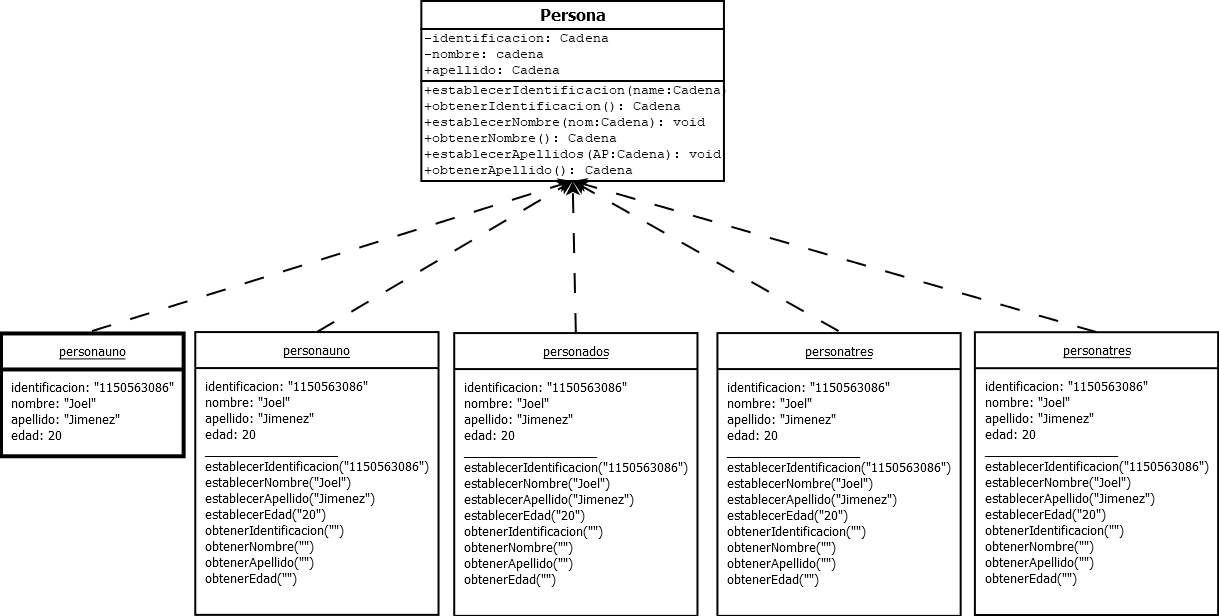 Persona
-identificacion: Cadena
-nombre: cadena
+apellido: Cadena
+establecerIdentificacion(name:Cadena)
+obtenerIdentificacion(): Cadena
+establecerNombre(nom:Cadena): void
+obtenerNombre(): Cadena
+establecerApellidos(AP:Cadena): void
+obtenerApellido(): Cadena
personauno
identificacion: "1150563086"
nombre: "Joel"
apellido: "Jimenez"
edad: 20
personauno
identificacion: "1150563086"
nombre: "Joel"
apellido: "Jimenez"
edad: 20
establecerIdentificacion("1150563086")
establecerNombre("Joel")
establecerApellido("Jimenez")
establecerEdad("20")
obtenerIdentificacion("")
obtenerNombre("")
obtenerApellido("")
obtenerEdad("")
personados
identificacion: "1150563086"
nombre: "Joel"
apellido: "Jimenez"
edad: 20
establecerIdentificacion("1150563086")
establecerNombre("Joel")
establecerApellido("Jimenez")
establecerEdad("20")
obtenerIdentificacion("")
obtenerNombre("")
obtenerApellido("")
obtenerEdad("")
personatres
identificacion: "1150563086"
nombre: "Joel"
apellido: "Jimenez"
edad: 20
establecerIdentificacion("1150563086")
establecerNombre("Joel")
establecerApellido("Jimenez")
establecerEdad("20")
obtenerIdentificacion("")
obtenerNombre("")
obtenerApellido("")
obtenerEdad("")
personatres
identificacion: "1150563086"
nombre: "Joel"
apellido: "Jimenez"
edad: 20
establecerIdentificacion("1150563086")
establecerNombre("Joel")
establecerApellido("Jimenez")
establecerEdad("20")
obtenerIdentificacion("")
obtenerNombre("")
obtenerApellido("")
obtenerEdad("")